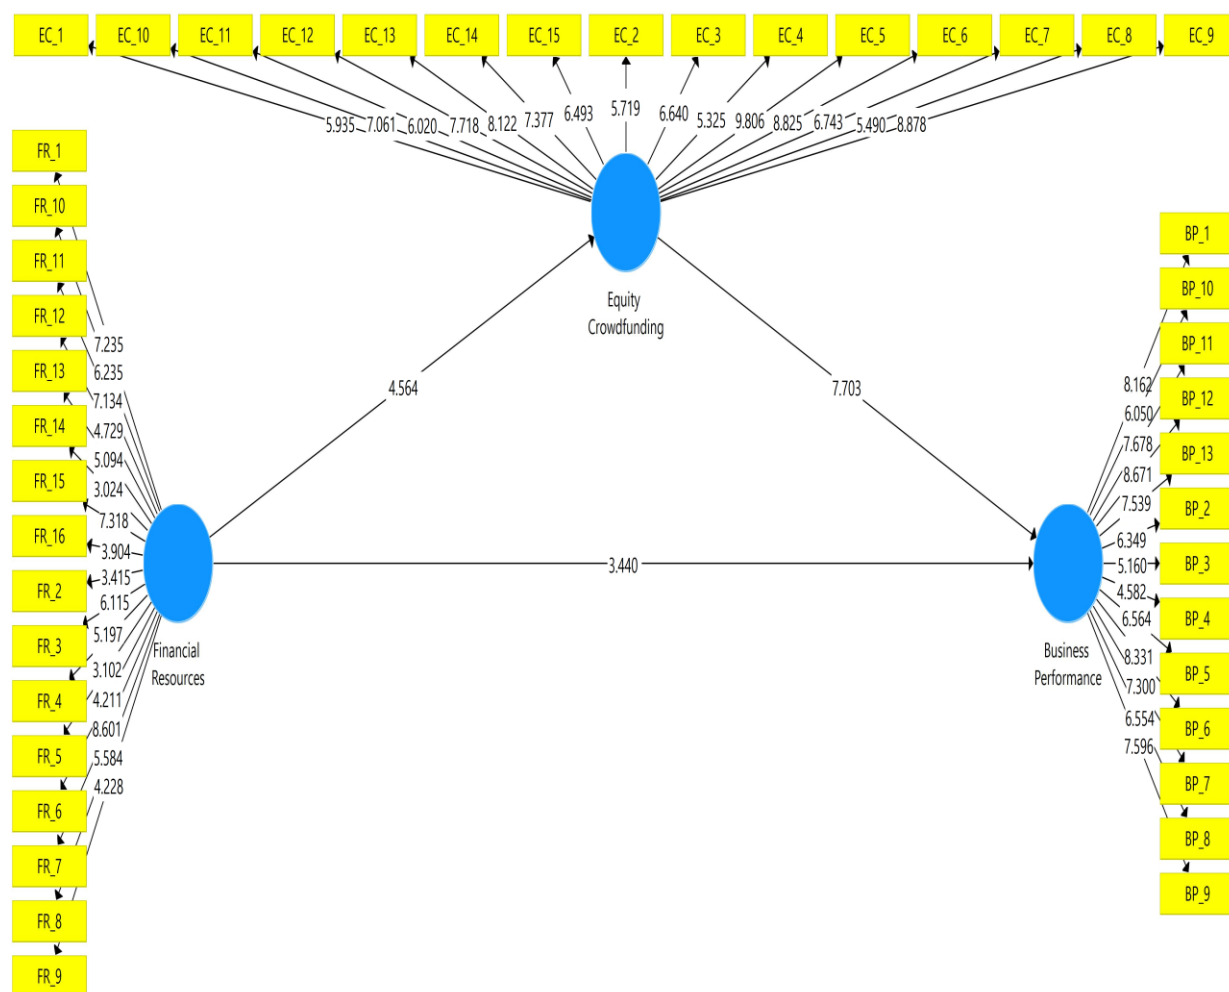 EC_1 EC_10 EC_11 EC_12 EC_13 EC_14 EC_15 EC_2 EC_3 EC_4 EC_5 EC_6 EC_7 EC_8 EC_9
5.935 7.061 6.020 7.718 8.122 7.377 6.493 5.719 6.640 5.325 9.806 8.825 6.743 5.490 8.878
FR_1
FR_10
FR_11
FR_12
FR_13
FR_14
FR_15
FR_16
FR_2
FR_3
FR_4
FR_5
FR_6
FR_7
FR_8
FR_9
7.235
6.235
7.134
4.729
5.094
3.024
7.318
3.904
3.415
6.115
5.197
3.102
4.211
8.601
5.584
4.228
Financial
Resources
4.564
Equity
Crowdfunding
7.703
3.440
Business
Performance
8.162
6.050
7.678
8.671
7.539
6.349
5.160
4.582
6.564
8.331
7.300
6.554
7.596
BP_1
BP_10
BP_11
BP_12
BP_13
BP_2
BP_3
BP_4
BP_5
BP_6
BP_7
BP_8
BP_9